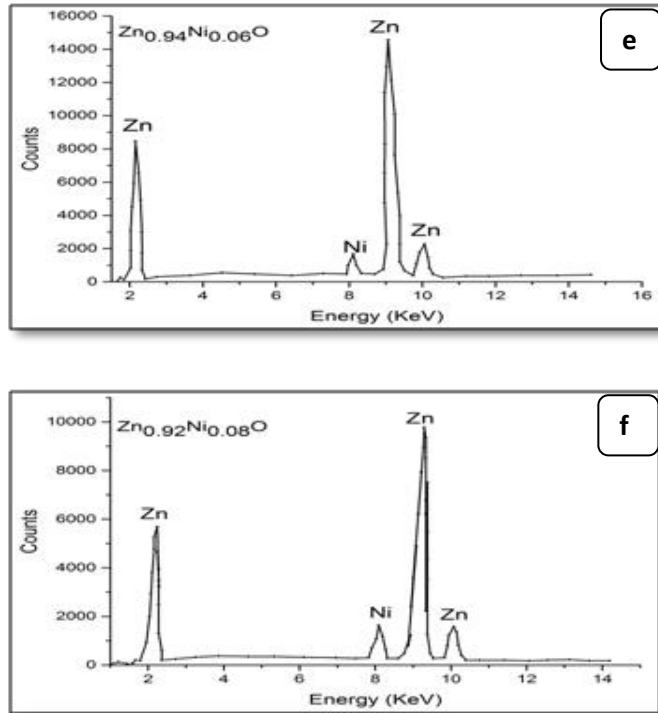 Zn0.94Ni0.06O
e
16000
14000
12000
10000
8000
6000
4000
2000
0
Counts
Zn
Zn
Ni
Zn
2 4 6 8 10 12 14 16
Energy (KeV)
Zn0.92Ni0.08O
f
10000
8000
6000
4000
2000
0
Counts
Zn
Zn
Ni
Zn
2 4 6 8 10 12 14
Energy (KeV)